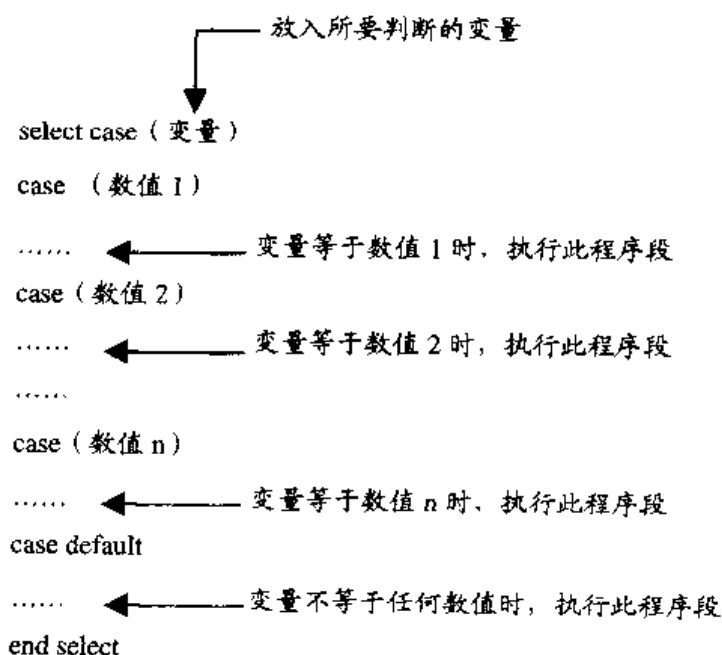 放入所要判断的变量
select case（变量）
case （数值 1）
…… 变量等于数值 1 时，执行此程序段
case（数值 2）
…… 变量等于数值 2 时，执行此程序段
……
case（数值 n）
…… 变量等于数值 n 时，执行此程序段
case default
…… 变量不等于任何数值时，执行此程序段
end select